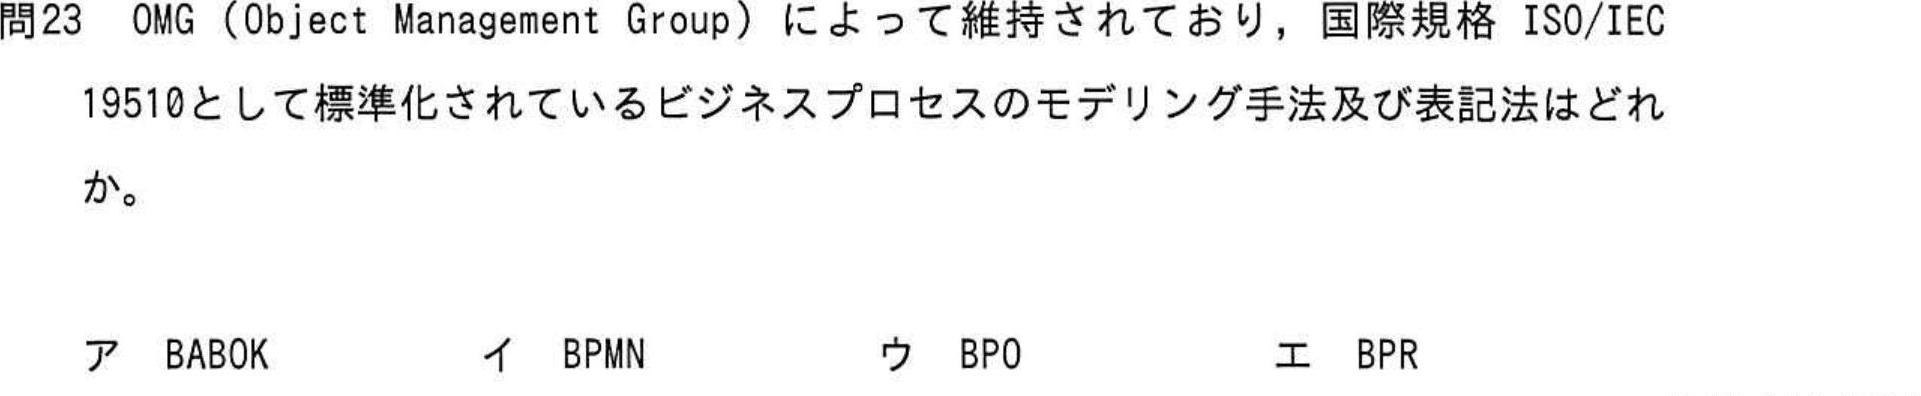 問23 OMG（Object Management Group）によって維持されており，国際規格 ISO/IEC
19510として標準化されているビジネスプロセスのモデリング手法及び表記法はどれ
か。
ア BABOK イ BPMN ウ BPO エ BPR